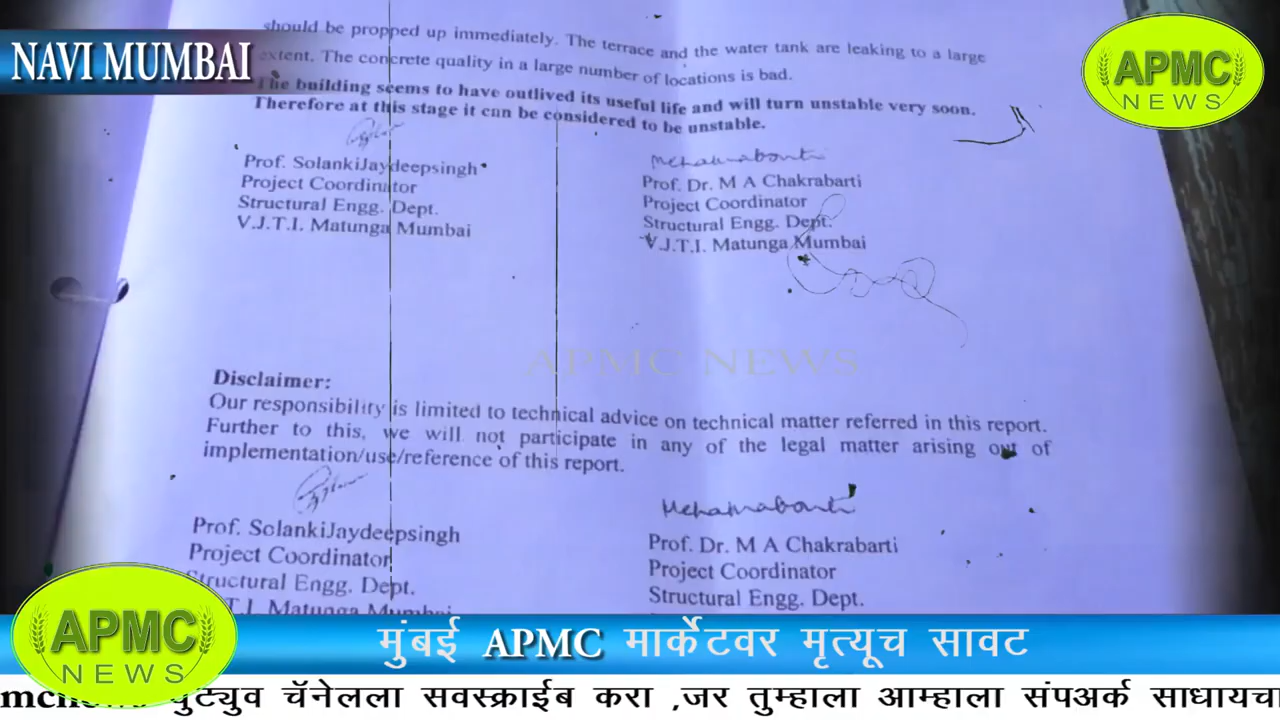 should be propped up immediately. The terrace and the water tank are leaking to a large
extent. The concrete quality in a large number of locations is bad.
The building seems to have outlived its useful life and will turn unstable very soon.
Therefore at this stage it can be considered to be unstable.
NAVI MUMBAI
APMC
NEWS
Prof. SolankiJaydeepsingh
Project Coordinator
Structural Engg. Dept.
V.J.T.I. Matunga Mumbai
Prof. Dr. M A Chakrabarti
Project Coordinator
Structural Engg. Dept.
V.J.T.I. Matunga Mumbai
APMC NEWS
Disclaimer:
Our responsibility is limited to technical advice on technical matter referred in this report.
Further to this, we will not participate in any of the legal matter arising out of
implementation/use/reference of this report.
Prof. SolankiJaydeepsingh
Project Coordinator
Structural Engg. Dept.
T.I. Matunga Mumbai
Prof. Dr. M A Chakrabarti
Project Coordinator
Structural Engg. Dept.
APMC
NEWS
मुंबई APMC मार्केटवर मृत्यूच सावट
युट्युव चॅनेलला सवस्क्राईब करा ,जर तुम्हाला आम्हाला संपअर्क साधायचा